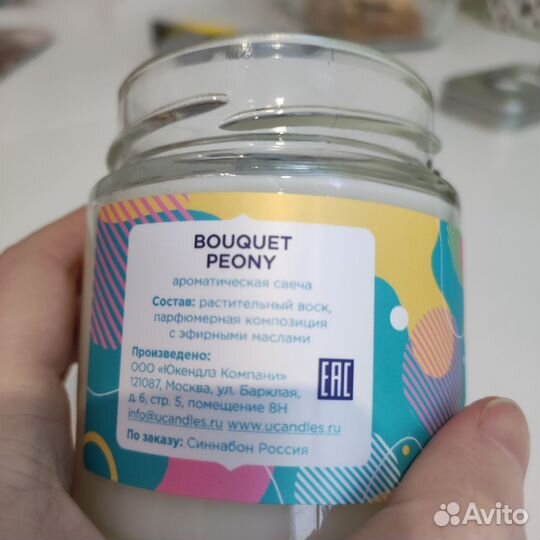 BOUQUET
PEONY
ароматическая свеча
Состав: растительный воск,
парфюмерная композиция
с эфирными маслами
Произведено:
ООО «Юкендлз Компани»
121087, Москва, ул. Барклая,
д. 6, стр. 5, помещение 8Н
info@ucandles.ru www.ucandles.ru
По заказу: Синнабон Россия
EAC
Avito